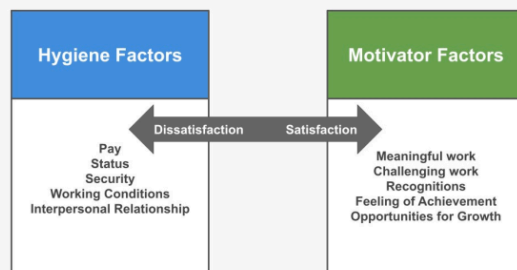 Hygiene Factors
Motivator Factors
Dissatisfaction
Satisfaction
Pay
Status
Security
Working Conditions
Interpersonal Relationship
Meaningful work
Challenging work
Recognitions
Feeling of Achievement
Opportunities for Growth